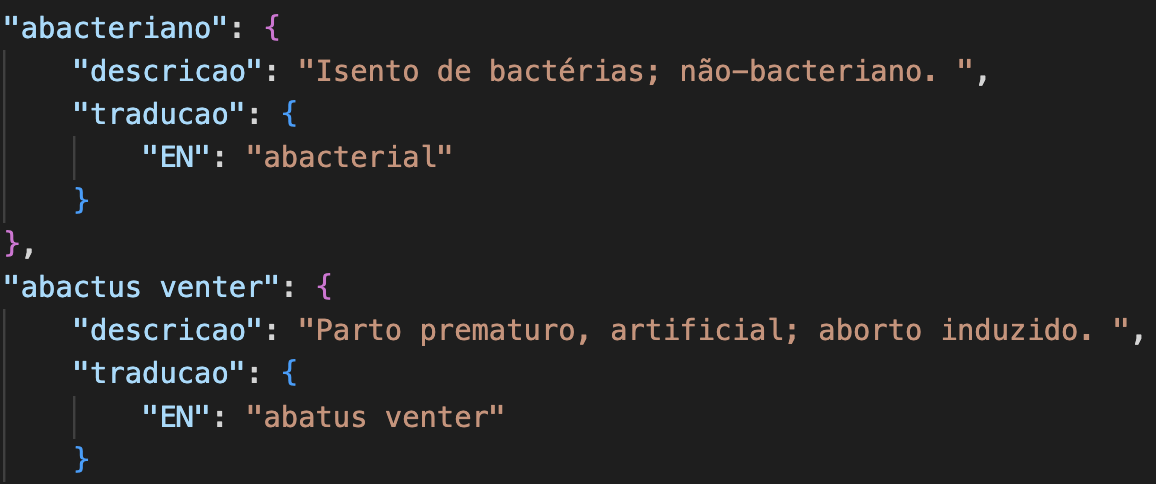 "abacteriano": {
"descricao": "Isento de bactérias; não-bacteriano. ",
"traducao": {
"EN": "abacterial"
}
},
"abactus venter": {
"descricao": "Parto prematuro, artificial; aborto induzido. ",
"traducao": {
"EN": "abatus venter"
}